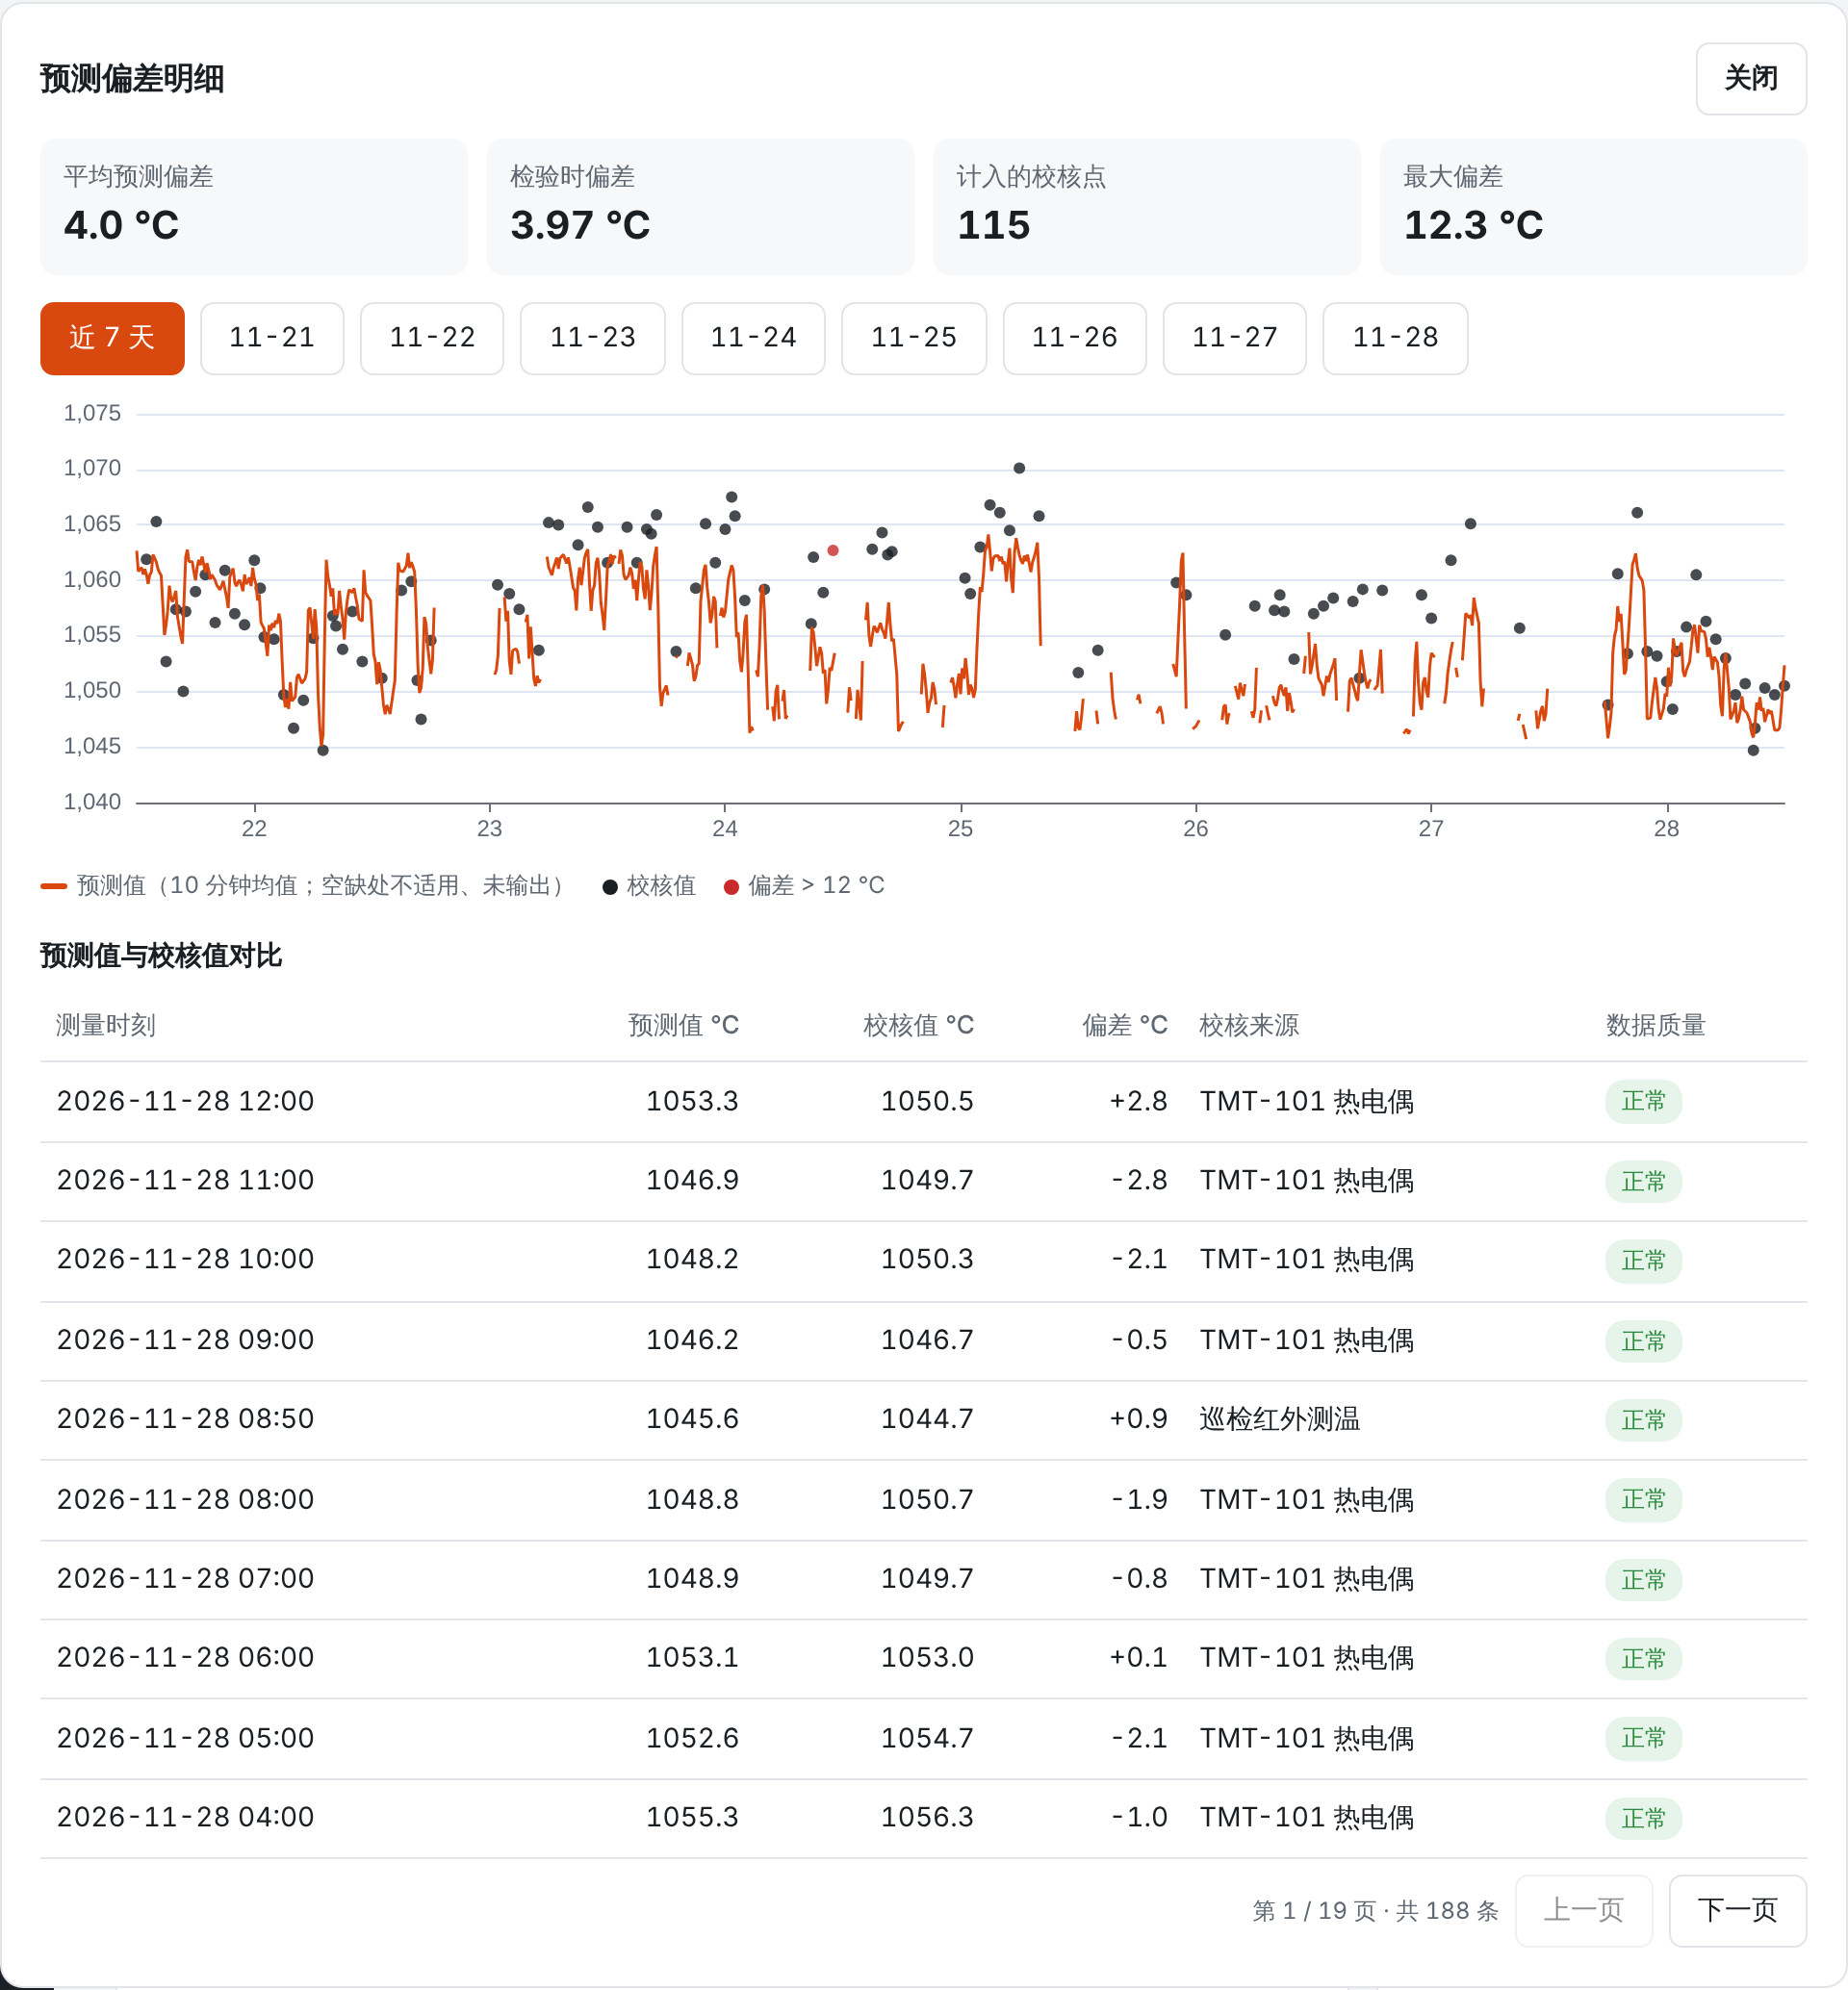 预测偏差明细
关闭
平均预测偏差
4.0 °C
检验时偏差
3.97 °C
计入的校核点
115
最大偏差
12.3 °C
近 7 天
11-21
11-22
11-23
11-24
11-25
11-26
11-27
11-28
1,075
1,070
1,065
1,060
1,055
1,050
1,045
1,040
22 23 24 25 26 27 28
预测值（10 分钟均值；空缺处不适用、未输出） 校核值 偏差 > 12 °C
预测值与校核值对比
测量时刻 预测值 °C 校核值 °C 偏差 °C 校核来源 数据质量
2026-11-28 12:00 1053.3 1050.5 +2.8 TMT-101 热电偶 正常
2026-11-28 11:00 1046.9 1049.7 -2.8 TMT-101 热电偶 正常
2026-11-28 10:00 1048.2 1050.3 -2.1 TMT-101 热电偶 正常
2026-11-28 09:00 1046.2 1046.7 -0.5 TMT-101 热电偶 正常
2026-11-28 08:50 1045.6 1044.7 +0.9 巡检红外测温 正常
2026-11-28 08:00 1048.8 1050.7 -1.9 TMT-101 热电偶 正常
2026-11-28 07:00 1048.9 1049.7 -0.8 TMT-101 热电偶 正常
2026-11-28 06:00 1053.1 1053.0 +0.1 TMT-101 热电偶 正常
2026-11-28 05:00 1052.6 1054.7 -2.1 TMT-101 热电偶 正常
2026-11-28 04:00 1055.3 1056.3 -1.0 TMT-101 热电偶 正常
第 1 / 19 页 · 共 188 条 上一页 下一页